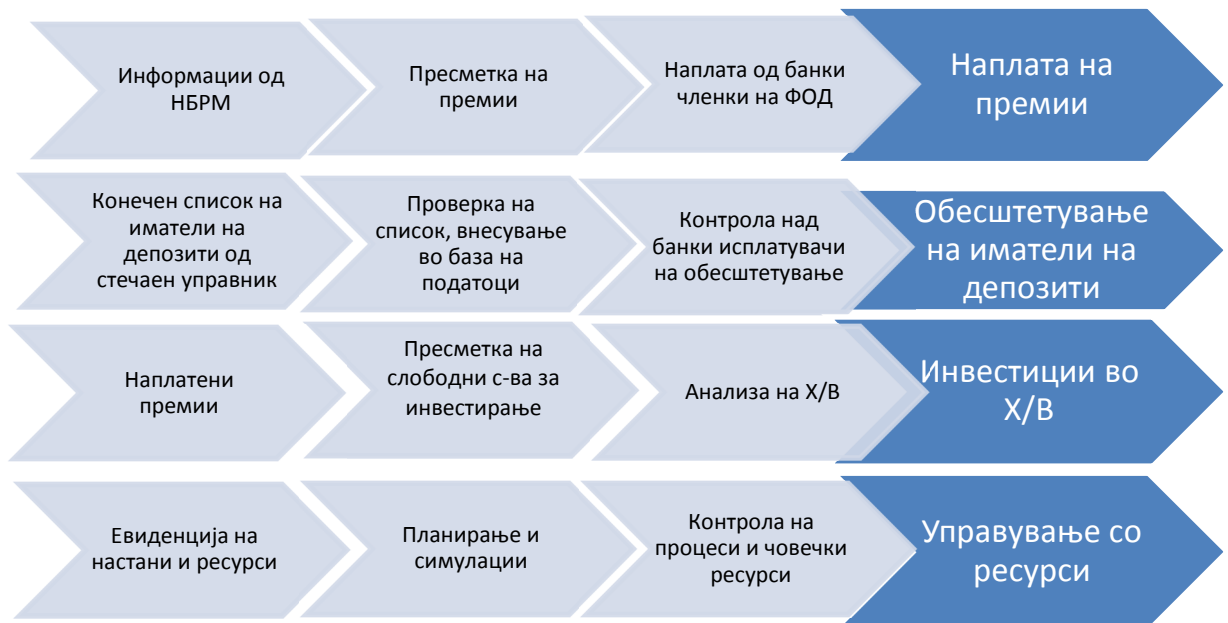 Информации од
НБРМ
Пресметка на
премии
Наплата од банки
членки на ФОД
Наплата на
премии
Конечен список на
иматели на
депозити од
стечаен управник
Проверка на
список, внесување
во база на
податоци
Контрола над
банки исплатувачи
на обесштетување
Обесштетување
на иматели на
депозити
Наплатени
премии
Пресметка на
слободни с-ва за
инвестирање
Анализа на Х/В
Инвестиции во
Х/В
Евиденција на
настани и ресурси
Планирање и
симулации
Контрола на
процеси и човечки
ресурси
Управување со
ресурси